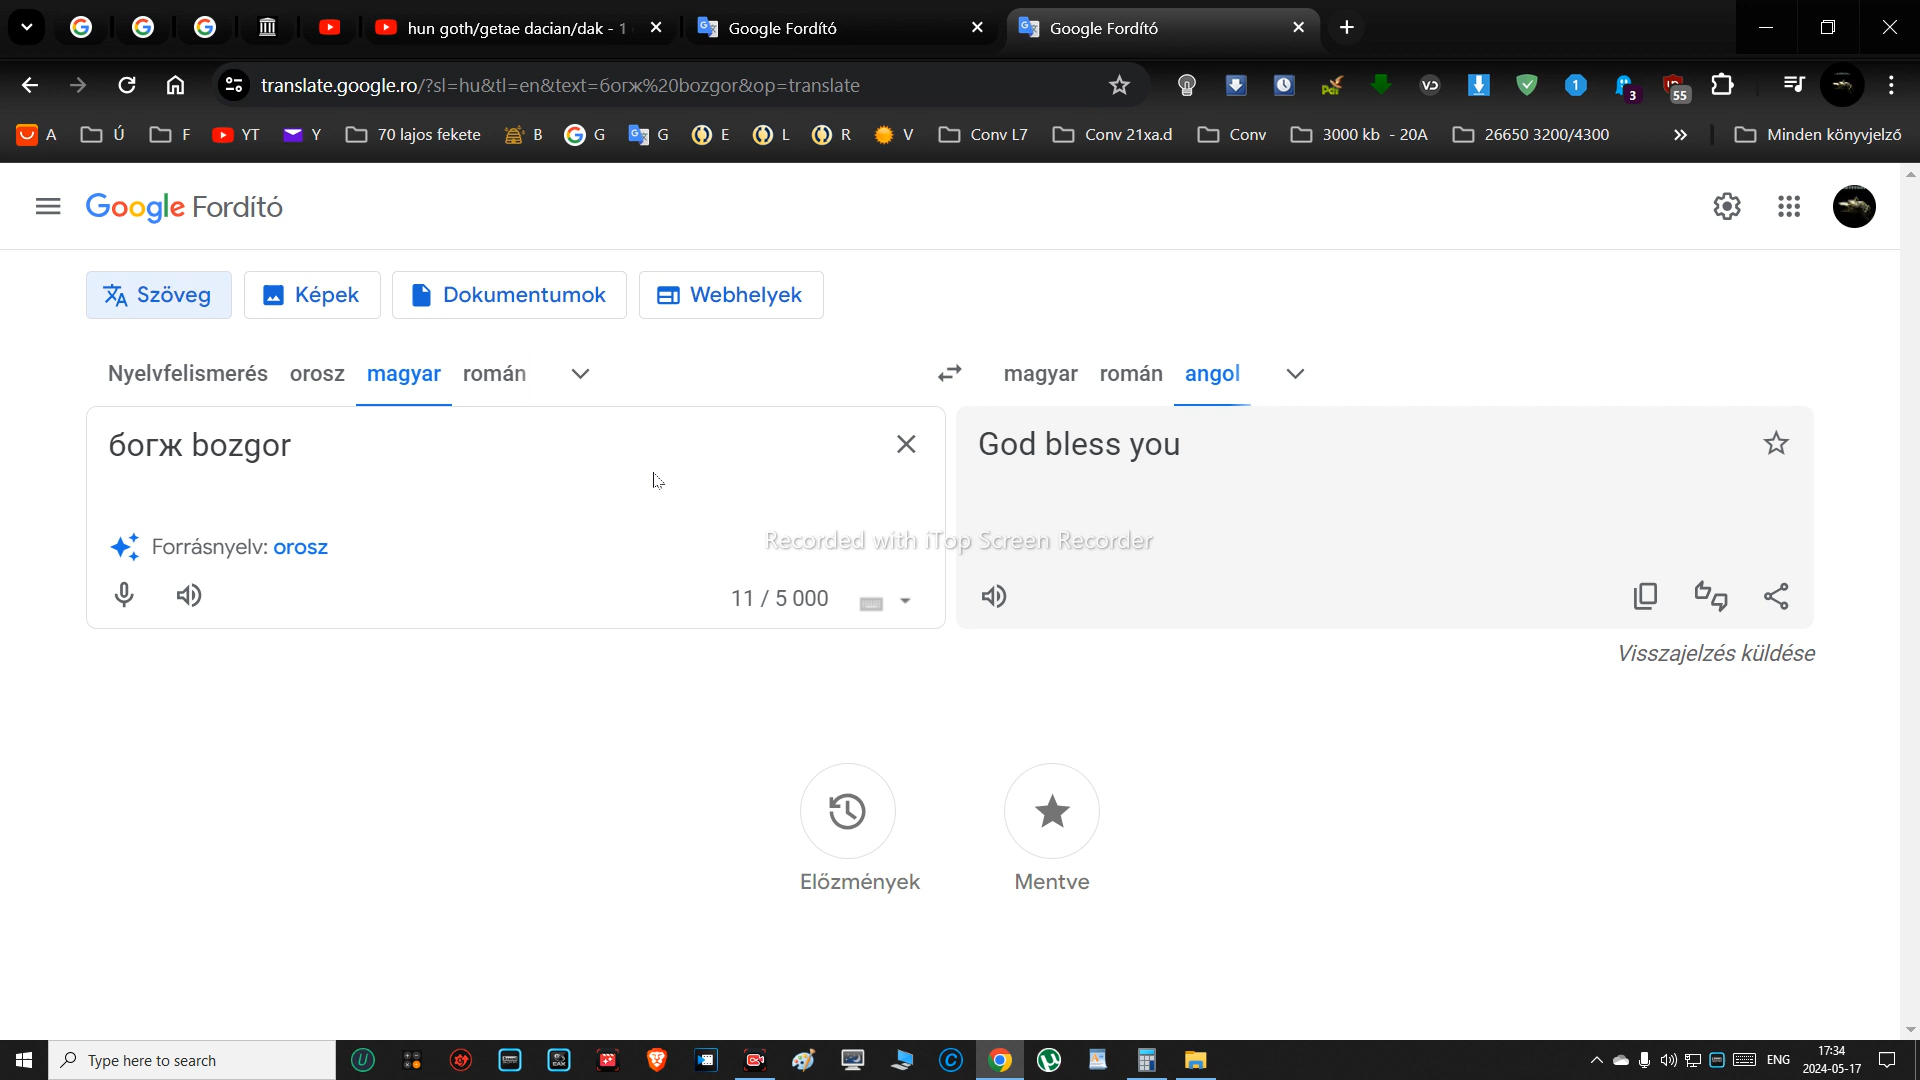 hun goth/getae dacian/dak - 1
Google Fordító
Google Fordító
translate.google.ro/?sl=hu&tl=en&text=богж%20bozgor&op=translate
3
55
A Ú F YT Y 70 lajos fekete B G G E L R V Conv L7 Conv 21xa.d Conv 3000 kb - 20A 26650 3200/4300 » Minden könyvjelző
Google Fordító
Szöveg Képek Dokumentumok Webhelyek
Nyelvfelismerés orosz magyar román magyar román angol
богж bozgor
God bless you
Recorded with iTop Screen Recorder
Forrásnyelv: orosz
11 / 5 000
Visszajelzés küldése
Előzmények Mentve
Type here to search
ENG
17:34
2024-05-17